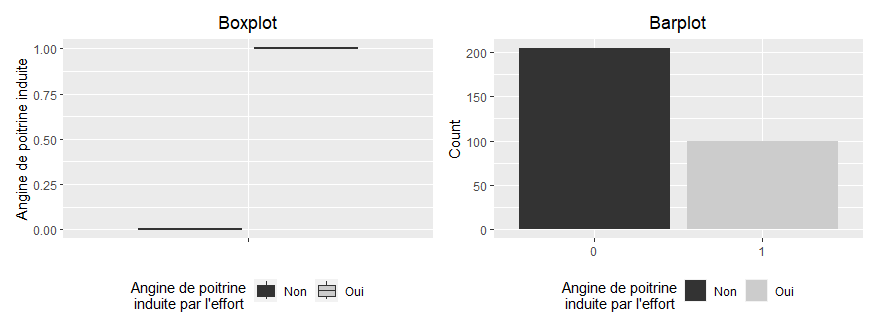 Boxplot
Angine de poitrine induite
1.00
0.75
0.50
0.25
0.00
Angine de poitrine
induite par l'effort
Non
Oui
Barplot
Count
200
150
100
50
0
0
1
Angine de poitrine
induite par l'effort
Non
Oui